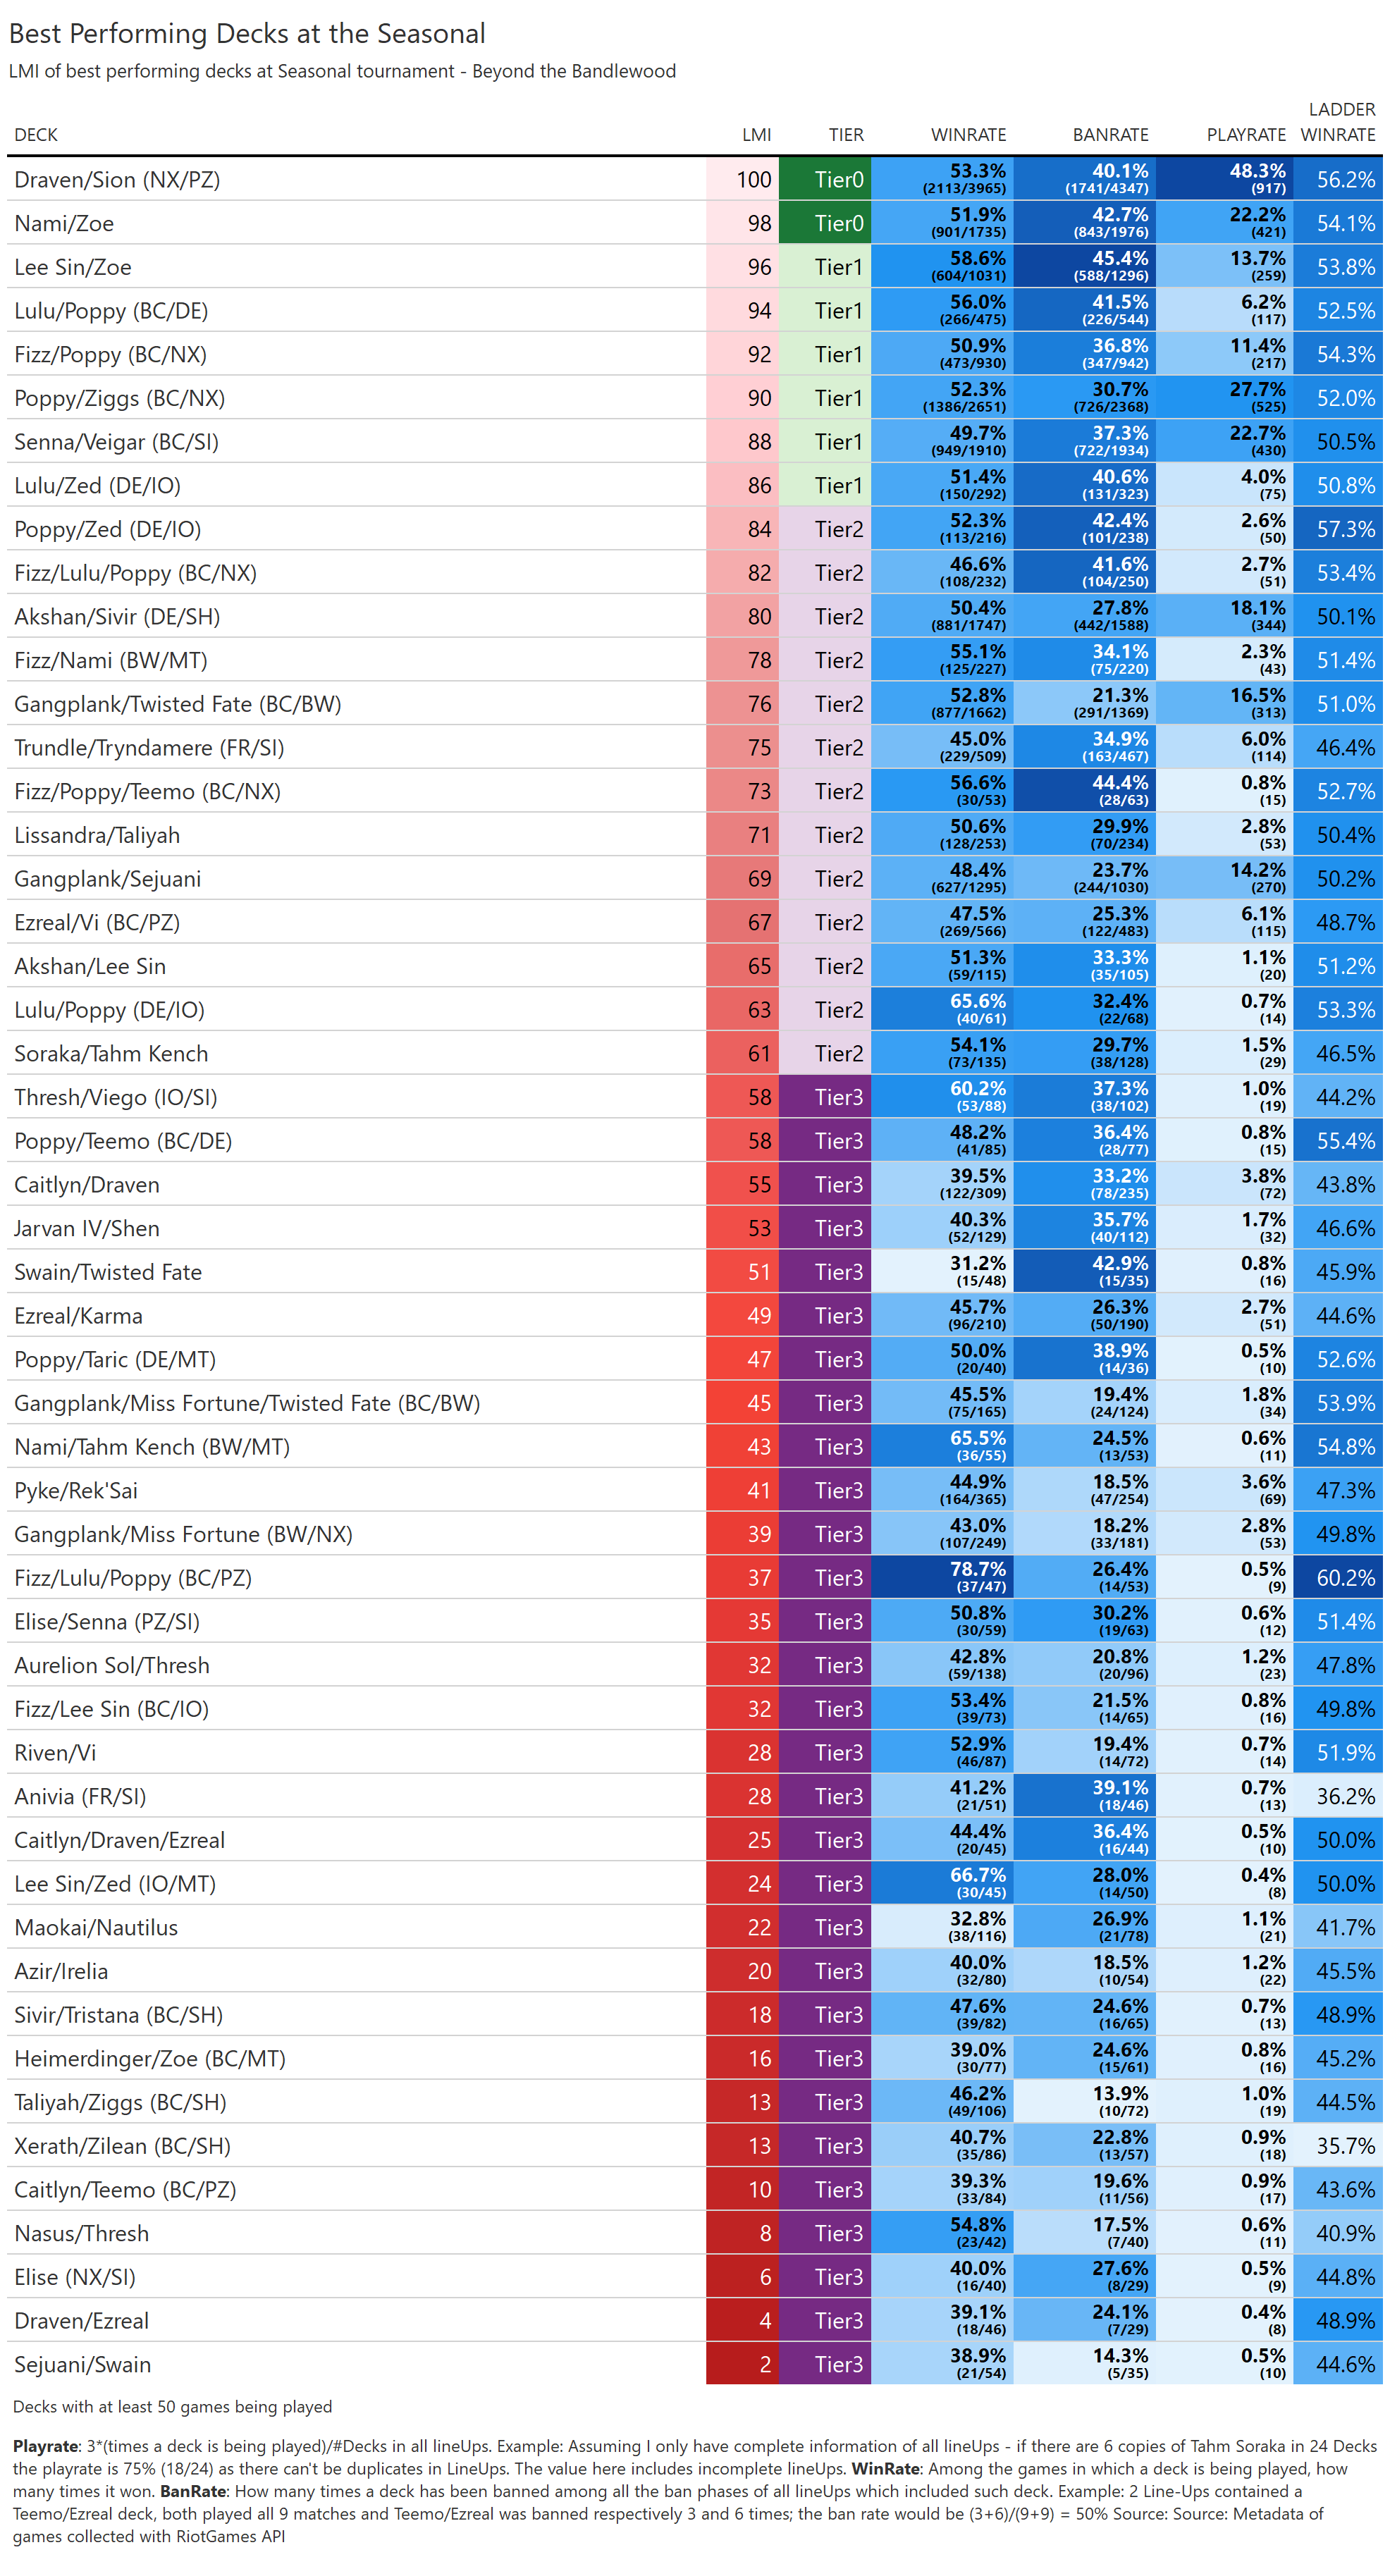 Best Performing Decks at the Seasonal
LMI of best performing decks at Seasonal tournament - Beyond the Bandlewood
DECK LMI TIER WINRATE BANRATE PLAYRATE LADDER WINRATE
Draven/Sion (NX/PZ) 100 Tier0 53.3% (2113/3965) 40.1% (1741/4347) 48.3% (917) 56.2%
Nami/Zoe 98 Tier0 51.9% (901/1735) 42.7% (843/1976) 22.2% (421) 54.1%
Lee Sin/Zoe 96 Tier1 58.6% (604/1031) 45.4% (588/1296) 13.7% (259) 53.8%
Lulu/Poppy (BC/DE) 94 Tier1 56.0% (266/475) 41.5% (226/544) 6.2% (117) 52.5%
Fizz/Poppy (BC/NX) 92 Tier1 50.9% (473/930) 36.8% (347/942) 11.4% (217) 54.3%
Poppy/Ziggs (BC/NX) 90 Tier1 52.3% (1386/2651) 30.7% (726/2368) 27.7% (525) 52.0%
Senna/Veigar (BC/SI) 88 Tier1 49.7% (949/1910) 37.3% (722/1934) 22.7% (430) 50.5%
Lulu/Zed (DE/IO) 86 Tier1 51.4% (150/292) 40.6% (131/323) 4.0% (75) 50.8%
Poppy/Zed (DE/IO) 84 Tier2 52.3% (113/216) 42.4% (101/238) 2.6% (50) 57.3%
Fizz/Lulu/Poppy (BC/NX) 82 Tier2 46.6% (108/232) 41.6% (104/250) 2.7% (51) 53.4%
Akshan/Sivir (DE/SH) 80 Tier2 50.4% (881/1747) 27.8% (442/1588) 18.1% (344) 50.1%
Fizz/Nami (BW/MT) 78 Tier2 55.1% (125/227) 34.1% (75/220) 2.3% (43) 51.4%
Gangplank/Twisted Fate (BC/BW) 76 Tier2 52.8% (877/1662) 21.3% (291/1369) 16.5% (313) 51.0%
Trundle/Tryndamere (FR/SI) 75 Tier2 45.0% (229/509) 34.9% (163/467) 6.0% (114) 46.4%
Fizz/Poppy/Teemo (BC/NX) 73 Tier2 56.6% (30/53) 44.4% (28/63) 0.8% (15) 52.7%
Lissandra/Taliyah 71 Tier2 50.6% (128/253) 29.9% (70/234) 2.8% (53) 50.4%
Gangplank/Sejuani 69 Tier2 48.4% (627/1295) 23.7% (244/1030) 14.2% (270) 50.2%
Ezreal/Vi (BC/PZ) 67 Tier2 47.5% (269/566) 25.3% (122/483) 6.1% (115) 48.7%
Akshan/Lee Sin 65 Tier2 51.3% (59/115) 33.3% (35/105) 1.1% (20) 51.2%
Lulu/Poppy (DE/IO) 63 Tier2 65.6% (40/61) 32.4% (22/68) 0.7% (14) 53.3%
Soraka/Tahm Kench 61 Tier2 54.1% (73/135) 29.7% (38/128) 1.5% (29) 46.5%
Thresh/Viego (IO/SI) 58 Tier3 60.2% (53/88) 37.3% (38/102) 1.0% (19) 44.2%
Poppy/Teemo (BC/DE) 58 Tier3 48.2% (41/85) 36.4% (28/77) 0.8% (15) 55.4%
Caitlyn/Draven 55 Tier3 39.5% (122/309) 33.2% (78/235) 3.8% (72) 43.8%
Jarvan IV/Shen 53 Tier3 40.3% (52/129) 35.7% (40/112) 1.7% (32) 46.6%
Swain/Twisted Fate 51 Tier3 31.2% (15/48) 42.9% (15/35) 0.8% (16) 45.9%
Ezreal/Karma 49 Tier3 45.7% (96/210) 26.3% (50/190) 2.7% (51) 44.6%
Poppy/Taric (DE/MT) 47 Tier3 50.0% (20/40) 38.9% (14/36) 0.5% (10) 52.6%
Gangplank/Miss Fortune/Twisted Fate (BC/BW) 45 Tier3 45.5% (75/165) 19.4% (24/124) 1.8% (34) 53.9%
Nami/Tahm Kench (BW/MT) 43 Tier3 65.5% (36/55) 24.5% (13/53) 0.6% (11) 54.8%
Pyke/Rek'Sai 41 Tier3 44.9% (164/365) 18.5% (47/254) 3.6% (69) 47.3%
Gangplank/Miss Fortune (BW/NX) 39 Tier3 43.0% (107/249) 18.2% (33/181) 2.8% (53) 49.8%
Fizz/Lulu/Poppy (BC/PZ) 37 Tier3 78.7% (37/47) 26.4% (14/53) 0.5% (9) 60.2%
Elise/Senna (PZ/SI) 35 Tier3 50.8% (30/59) 30.2% (19/63) 0.6% (12) 51.4%
Aurelion Sol/Thresh 32 Tier3 42.8% (59/138) 20.8% (20/96) 1.2% (23) 47.8%
Fizz/Lee Sin (BC/IO) 32 Tier3 53.4% (39/73) 21.5% (14/65) 0.8% (16) 49.8%
Riven/Vi 28 Tier3 52.9% (46/87) 19.4% (14/72) 0.7% (14) 51.9%
Anivia (FR/SI) 28 Tier3 41.2% (21/51) 39.1% (18/46) 0.7% (13) 36.2%
Caitlyn/Draven/Ezreal 25 Tier3 44.4% (20/45) 36.4% (16/44) 0.5% (10) 50.0%
Lee Sin/Zed (IO/MT) 24 Tier3 66.7% (30/45) 28.0% (14/50) 0.4% (8) 50.0%
Maokai/Nautilus 22 Tier3 32.8% (38/116) 26.9% (21/78) 1.1% (21) 41.7%
Azir/Irelia 20 Tier3 40.0% (32/80) 18.5% (10/54) 1.2% (22) 45.5%
Sivir/Tristana (BC/SH) 18 Tier3 47.6% (39/82) 24.6% (16/65) 0.7% (13) 48.9%
Heimerdinger/Zoe (BC/MT) 16 Tier3 39.0% (30/77) 24.6% (15/61) 0.8% (16) 45.2%
Taliyah/Ziggs (BC/SH) 13 Tier3 46.2% (49/106) 13.9% (10/72) 1.0% (19) 44.5%
Xerath/Zilean (BC/SH) 13 Tier3 40.7% (35/86) 22.8% (13/57) 0.9% (18) 35.7%
Caitlyn/Teemo (BC/PZ) 10 Tier3 39.3% (33/84) 19.6% (11/56) 0.9% (17) 43.6%
Nasus/Thresh 8 Tier3 54.8% (23/42) 17.5% (7/40) 0.6% (11) 40.9%
Elise (NX/SI) 6 Tier3 40.0% (16/40) 27.6% (8/29) 0.5% (9) 44.8%
Draven/Ezreal 4 Tier3 39.1% (18/46) 24.1% (7/29) 0.4% (8) 48.9%
Sejuani/Swain 2 Tier3 38.9% (21/54) 14.3% (5/35) 0.5% (10) 44.6%
Decks with at least 50 games being played
Playrate: 3*(times a deck is being played)/#Decks in all lineUps. Example: Assuming I only have complete information of all lineUps - if there are 6 copies of Tahm Soraka in 24 Decks
the playrate is 75% (18/24) as there can't be duplicates in LineUps. The value here includes incomplete lineUps. WinRate: Among the games in which a deck is being played, how
many times it won. BanRate: How many times a deck has been banned among all the ban phases of all lineUps which included such deck. Example: 2 Line-Ups contained a
Teemo/Ezreal deck, both played all 9 matches and Teemo/Ezreal was banned respectively 3 and 6 times; the ban rate would be (3+6)/(9+9) = 50% Source: Source: Metadata of
games collected with RiotGames API